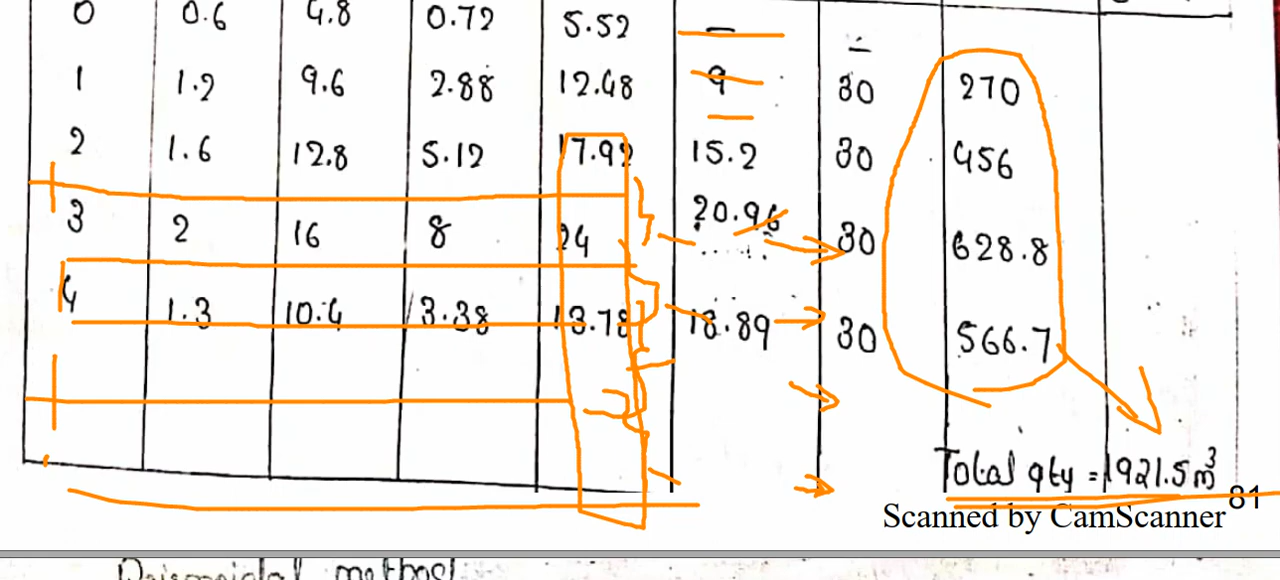 0 0.6 4.8 0.72 5.52 — –
1 1.2 9.6 2.88 12.48 9 30 270
2 1.6 12.8 5.12 17.92 15.2 30 456
3 2 16 8 24 20.96 30 628.8
4 1.3 10.4 3.38 13.78 18.89 30 566.7
Total qty = 1921.5 m³
81
Scanned by CamScanner
Prismoidal method